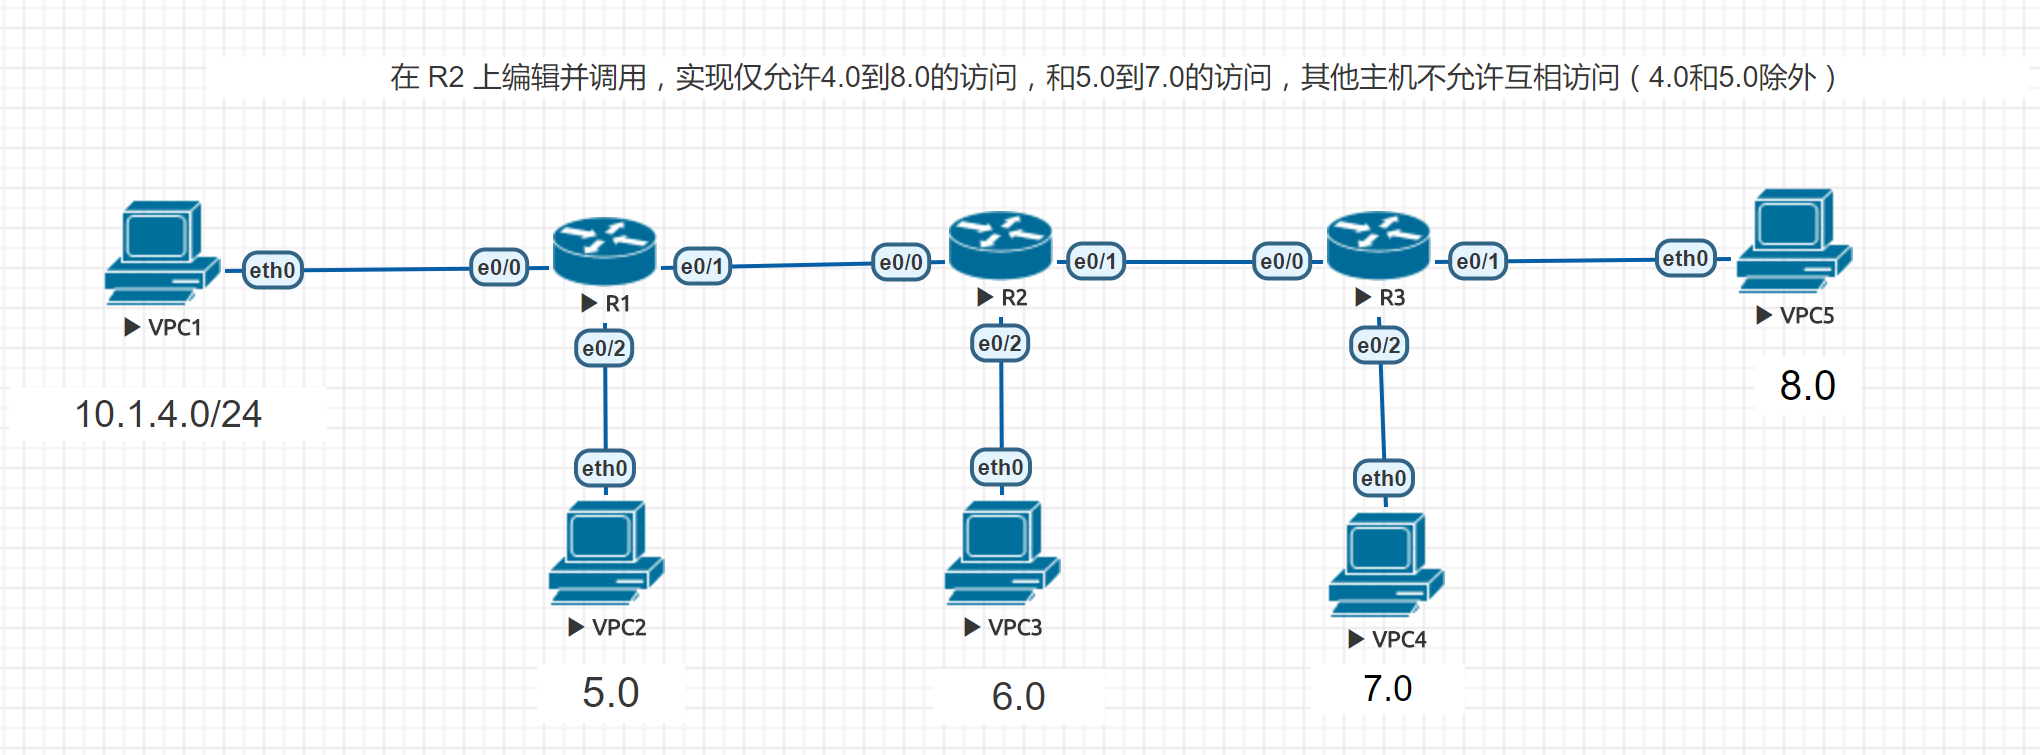 在 R2 上编辑并调用，实现仅允许4.0到8.0的访问，和5.0到7.0的访问，其他主机不允许互相访问（4.0和5.0除外）
eth0
e0/0
e0/1
e0/0
e0/1
e0/0
e0/1
eth0
R1
R2
R3
VPC1
VPC5
e0/2
e0/2
e0/2
10.1.4.0/24
8.0
eth0
eth0
eth0
VPC2
VPC3
VPC4
5.0
6.0
7.0